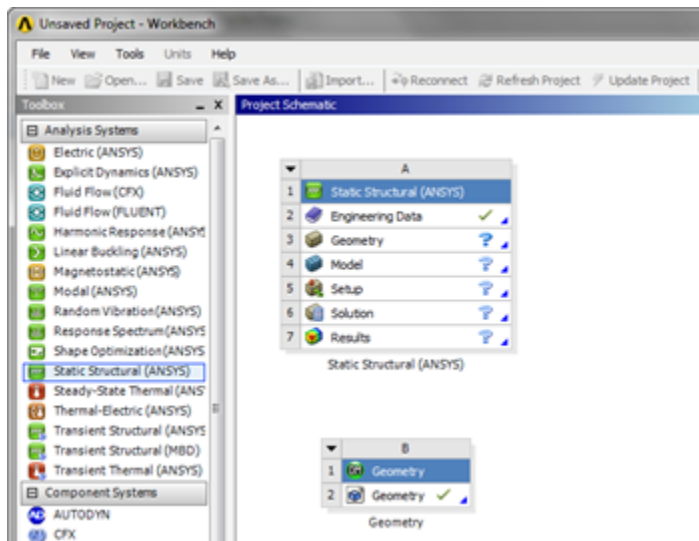 Unsaved Project - Workbench
File View Tools Units Help
New Open... Save Save As... Import... Reconnect Refresh Project Update Project
Toolbox
Project Schematic
Analysis Systems
Electric (ANSYS)
Explicit Dynamics (ANSYS)
Fluid Flow (CFX)
Fluid Flow (FLUENT)
Harmonic Response (ANSYS
Linear Buckling (ANSYS)
Magnetostatic (ANSYS)
Modal (ANSYS)
Random Vibration (ANSYS)
Response Spectrum (ANSYS
Shape Optimization (ANSYS
Static Structural (ANSYS)
Steady-State Thermal (ANS
Thermal-Electric (ANSYS)
Transient Structural (ANSYS
Transient Structural (MBD)
Transient Thermal (ANSYS)
Component Systems
AUTODYN
CFX
A
1 Static Structural (ANSYS)
2 Engineering Data
3 Geometry ?
4 Model ?
5 Setup ?
6 Solution ?
7 Results ?
Static Structural (ANSYS)
B
1 Geometry
2 Geometry
Geometry